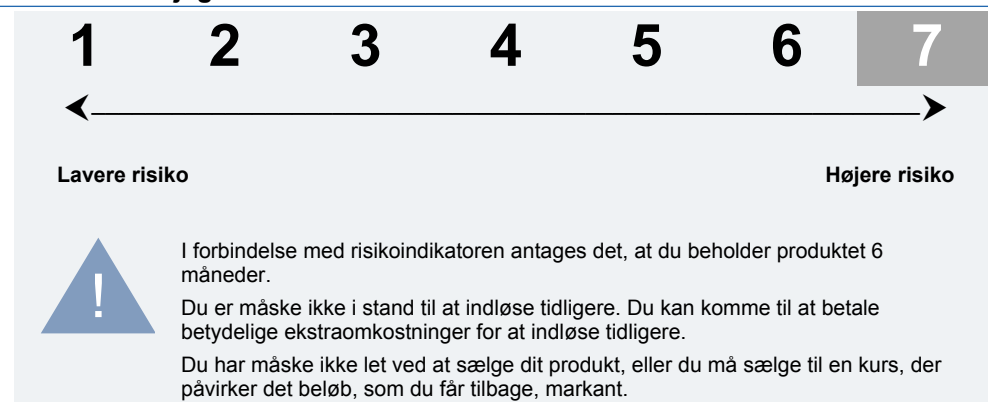 1 2 3 4 5 6 7
Lavere risiko Højere risiko
!
I forbindelse med risikoindikatoren antages det, at du beholder produktet 6
måneder.
Du er måske ikke i stand til at indløse tidligere. Du kan komme til at betale
betydelige ekstraomkostninger for at indløse tidligere.
Du har måske ikke let ved at sælge dit produkt, eller du må sælge til en kurs, der
påvirker det beløb, som du får tilbage, markant.